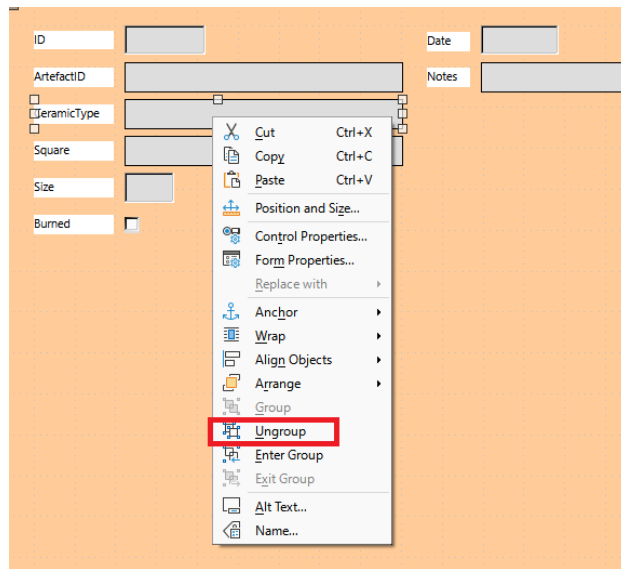 ID
Date
ArtefactID
Notes
CeramicType
Square
Size
Burned
Cut Ctrl+X
Copy Ctrl+C
Paste Ctrl+V
Position and Size...
Control Properties...
Form Properties...
Replace with
Anchor
Wrap
Align Objects
Arrange
Group
Ungroup
Enter Group
Exit Group
Alt Text...
Name...